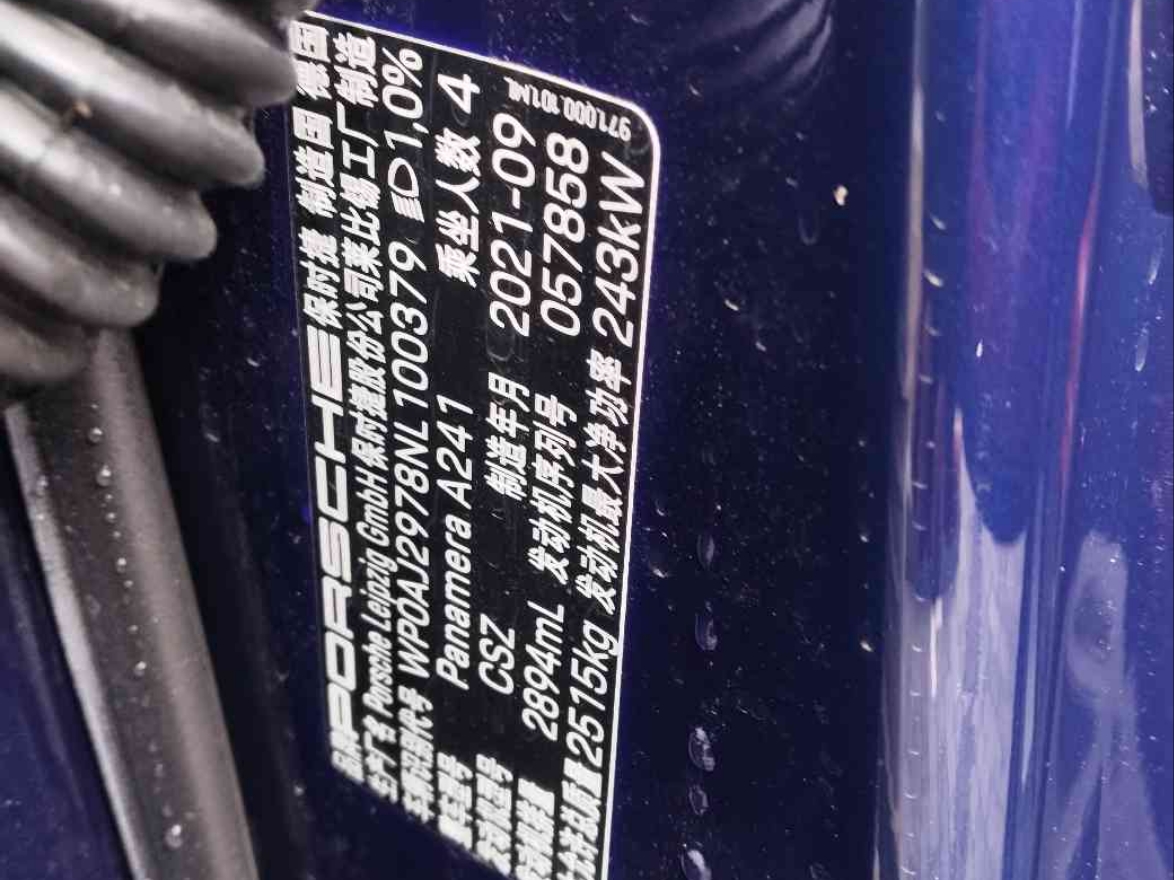 品牌 PORSCHE 保时捷 制造国 德国
生产厂名 Porsche Leipzig GmbH 保时捷股份公司莱比锡工厂制造
车辆识别代号 WP0AJ2978NL100379 1,0%
整车型号 Panamera A241 乘坐人数 4
发动机型号 CSZ 制造年月 2021-09
发动机排量 2894mL 发动机序列号 057858
最大允许总质量 2515kg 发动机最大净功率 243kW
971.000.101.ML